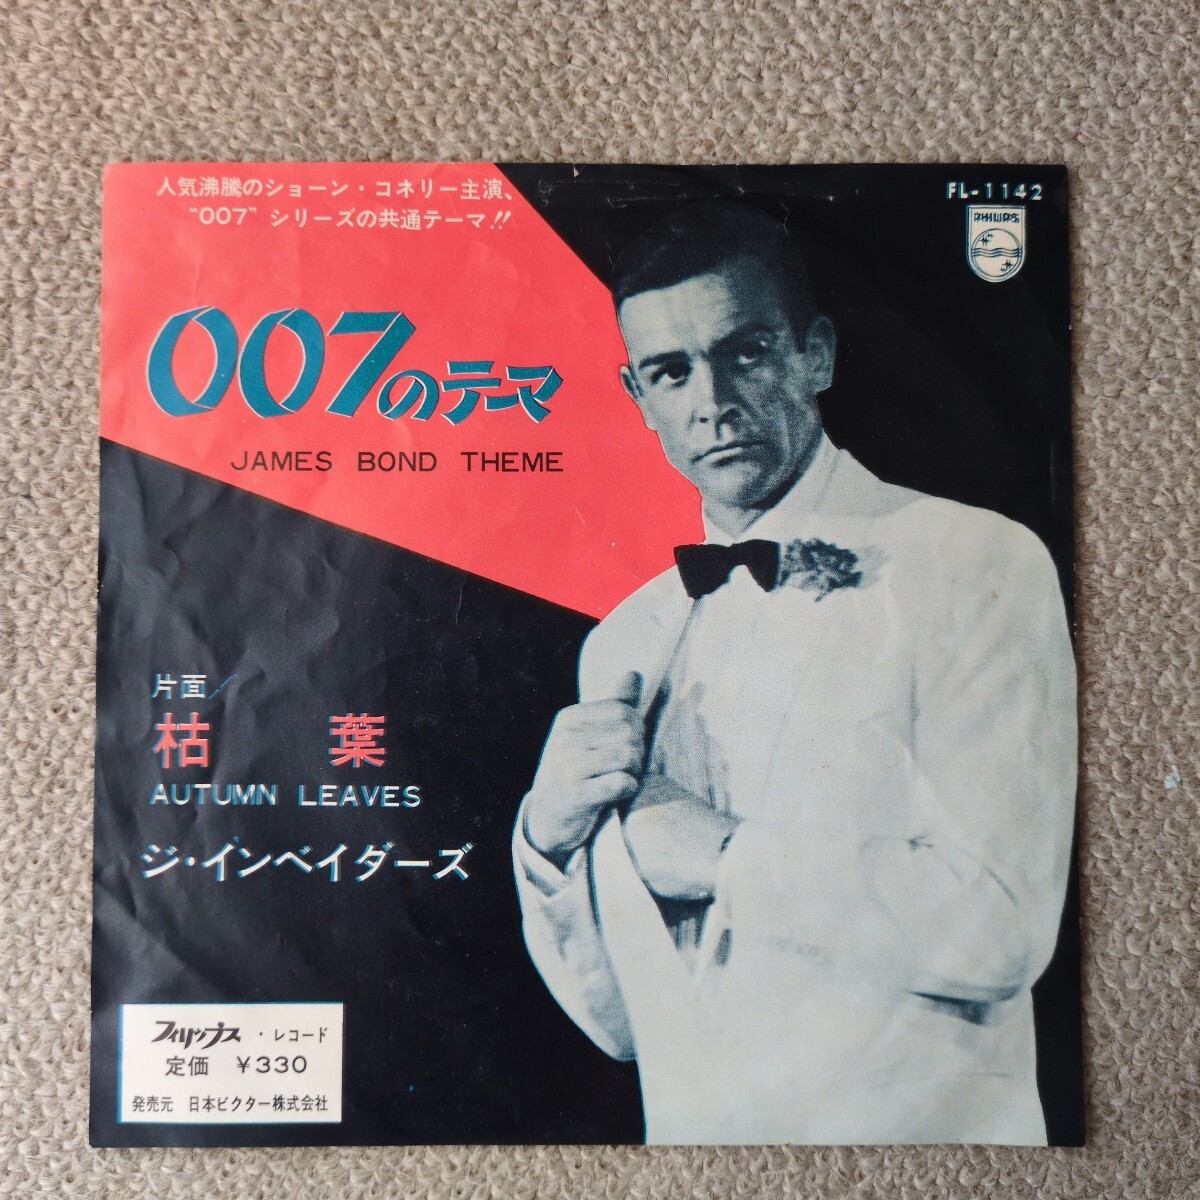 人気沸騰のショーン・コネリー主演、
“007”シリーズの共通テーマ!!
FL-1142
PHILIPS
007のテーマ
JAMES BOND THEME
片面/
枯葉
AUTUMN LEAVES
ジ・インベイダーズ
フィリップス・レコード
定価 ¥330
発売元 日本ビクター株式会社